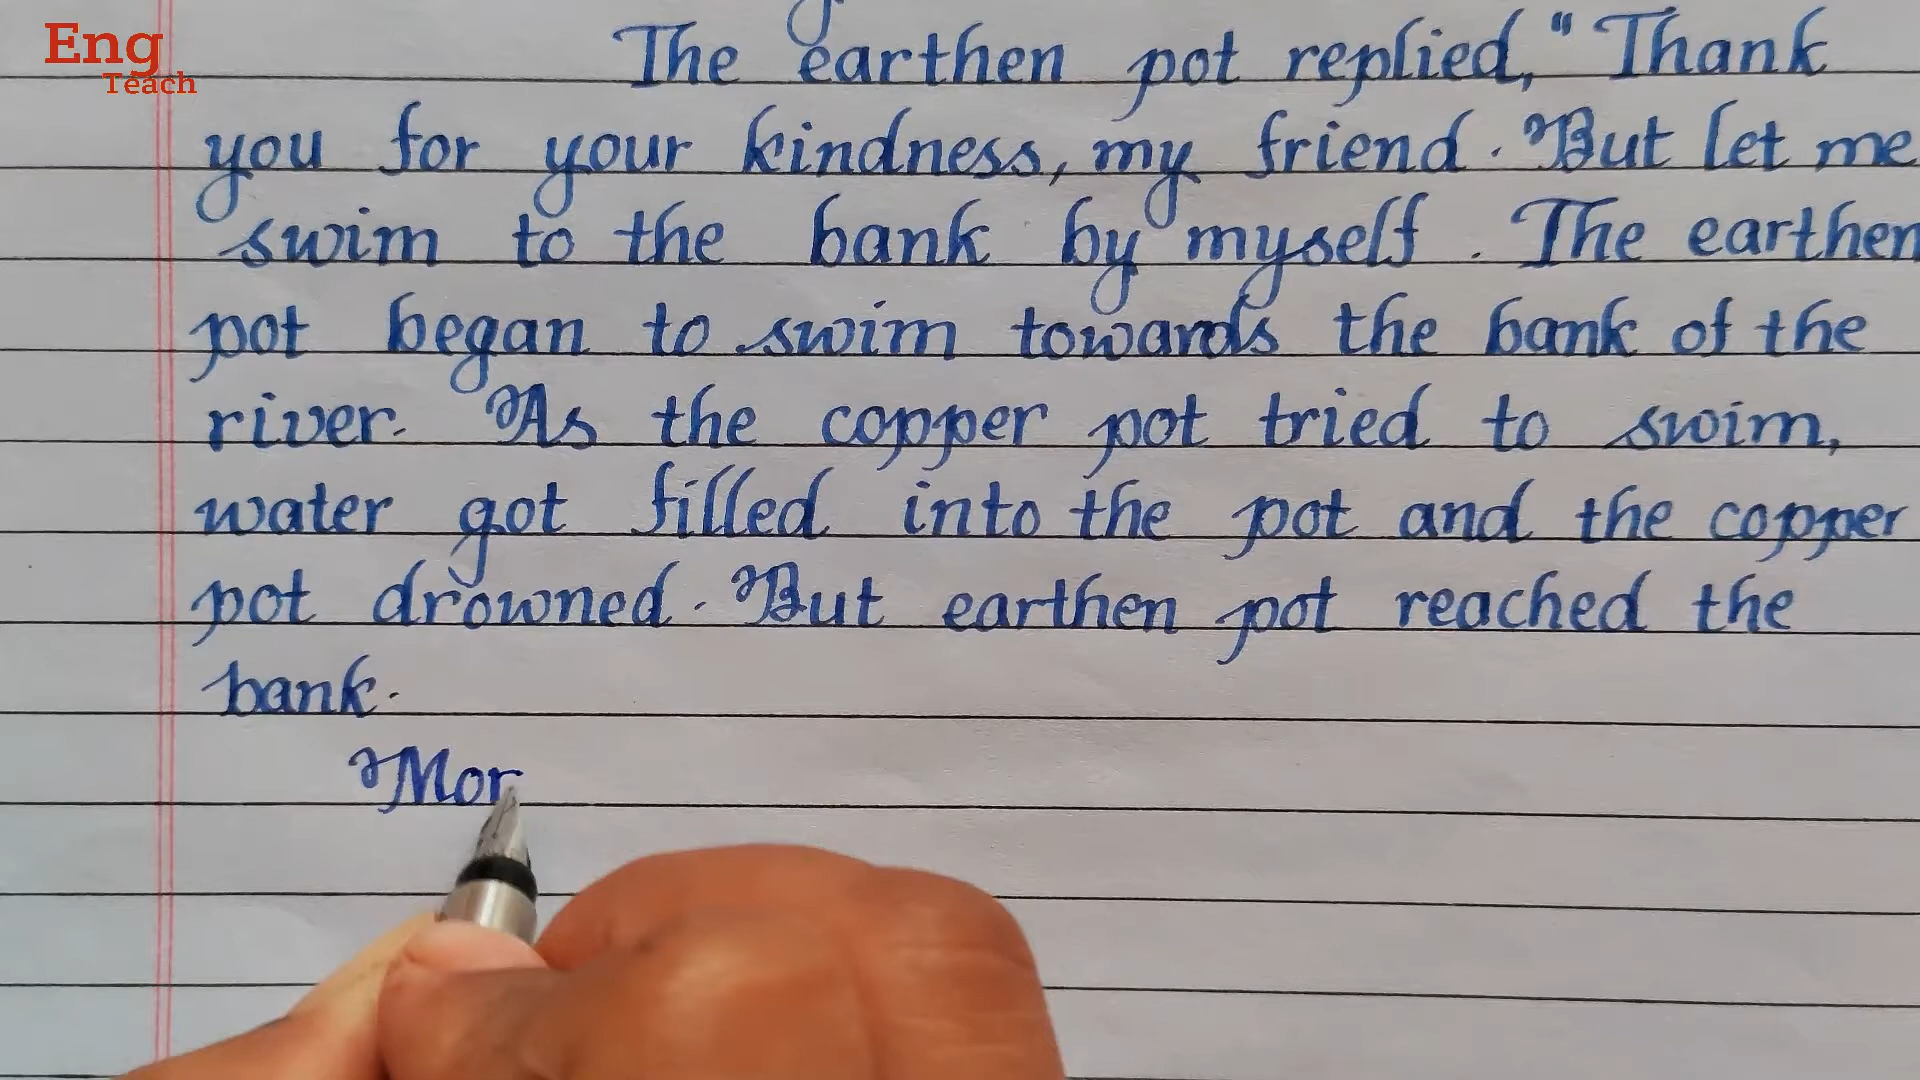 Eng
Teach
The earthen pot replied, "Thank
you for your kindness, my friend. But let me
swim to the bank by myself. The earthen
pot began to swim towards the bank of the
river. As the copper pot tried to swim,
water got filled into the pot and the copper
pot drowned. But earthen pot reached the
bank.
Mor